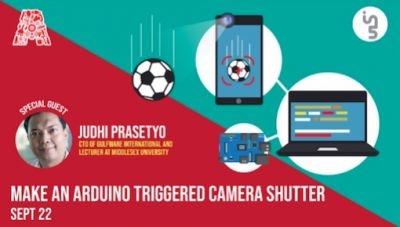 SPECIAL GUEST
JUDHI PRASETYO
CTO OF GULFWARE INTERNATIONAL AND
LECTURER AT MIDDLESEX UNIVERSITY
MAKE AN ARDUINO TRIGGERED CAMERA SHUTTER
SEPT 22